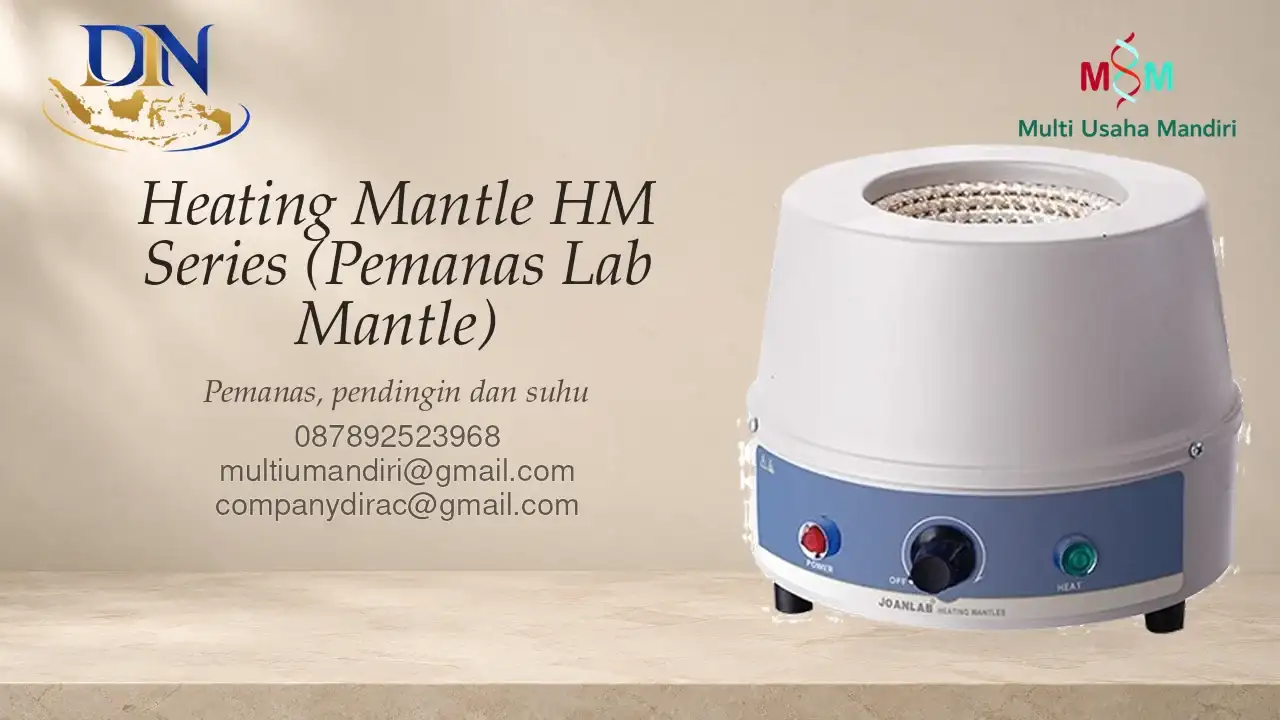 DN
MSM
Multi Usaha Mandiri
Heating Mantle HM
Series (Pemanas Lab
Mantle)
Pemanas, pendingin dan suhu
087892523968
multiumandiri@gmail.com
companydirac@gmail.com
POWER
OFF
HEAT
JOANLAB® HEATING MANTLES